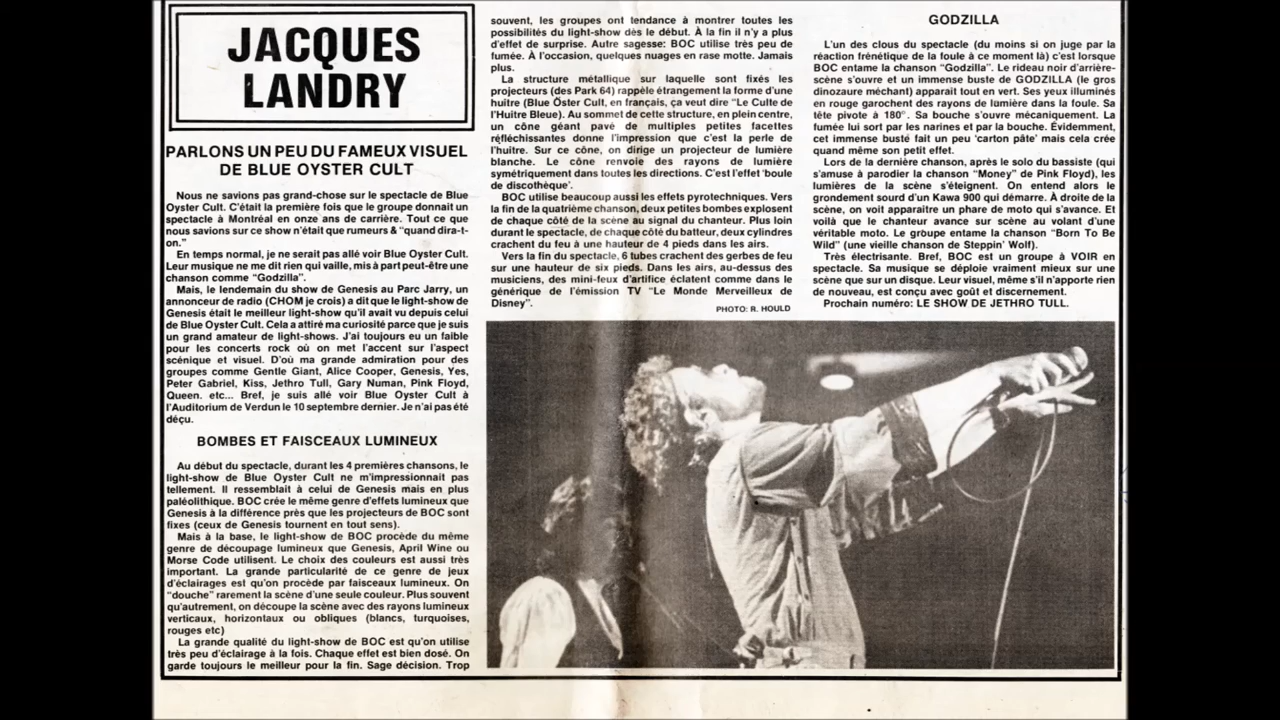 JACQUES
LANDRY
PARLONS UN PEU DU FAMEUX VISUEL
DE BLUE OYSTER CULT
Nous ne savions pas grand-chose sur le spectacle de Blue
Oyster Cult. C'était la première fois que le groupe donnait un
spectacle à Montréal en onze ans de carrière. Tout ce que
nous savions sur ce show n'était que rumeurs & "quand dira-t-
on."
En temps normal, je ne serait pas allé voir Blue Oyster Cult.
Leur musique ne me dit rien qui vaille, mis à part peut-être une
chanson comme "Godzilla".
Mais, le lendemain du show de Genesis au Parc Jarry, un
annonceur de radio (CHOM je crois) a dit que le light-show de
Genesis était le meilleur light-show qu'il avait vu depuis celui
de Blue Oyster Cult. Cela a attiré ma curiosité parce que je suis
un grand amateur de light-shows. J'ai toujours eu un faible
pour les concerts rock où on met l'accent sur l'aspect
scénique et visuel. D'où ma grande admiration pour des
groupes comme Gentle Giant, Alice Cooper, Genesis, Yes,
Peter Gabriel, Kiss, Jethro Tull, Gary Numan, Pink Floyd,
Queen. etc... Bref, je suis allé voir Blue Oyster Cult à
l'Auditorium de Verdun le 10 septembre dernier. Je n'ai pas été
déçu.
BOMBES ET FAISCEAUX LUMINEUX
Au début du spectacle, durant les 4 premières chansons, le
light-show de Blue Oyster Cult ne m'impressionnait pas
tellement. Il ressemblait à celui de Genesis mais en plus
paléolithique. BOC crée le même genre d'effets lumineux que
Genesis à la différence près que les projecteurs de BOC sont
fixes (ceux de Genesis tournent en tout sens).
Mais à la base, le light-show de BOC procède du même
genre de découpage lumineux que Genesis, April Wine ou
Morse Code utilisent. Le choix des couleurs est aussi très
important. La grande particularité de ce genre de jeux
d'éclairages est qu'on procède par faisceaux lumineux. On
"douche" rarement la scène d'une seule couleur. Plus souvent
qu'autrement, on découpe la scène avec des rayons lumineux
verticaux, horizontaux ou obliques (blancs, turquoises,
rouges etc)
La grande qualité du light-show de BOC est qu'on utilise
très peu d'éclairage à la fois. Chaque effet est bien dosé. On
garde toujours le meilleur pour la fin. Sage décision. Trop
souvent, les groupes ont tendance à montrer toutes les
possibilités du light-show dès le début. À la fin il n'y a plus
d'effet de surprise. Autre sagesse: BOC utilise très peu de
fumée. À l'occasion, quelques nuages en rase motte. Jamais
plus.
La structure métallique sur laquelle sont fixés les
projecteurs (des Park 64) rappèle étrangement la forme d'une
huître (Blue Öster Cult, en français, ça veut dire "Le Culte de
l'Huitre Bleue). Au sommet de cette structure, en plein centre,
un cône géant pavé de multiples petites facettes
réfléchissantes donne l'impression que c'est la perle de
l'huître. Sur ce cône, on dirige un projecteur de lumière
blanche. Le cône renvoie des rayons de lumière
symétriquement dans toutes les directions. C'est l'effet 'boule
de discothèque'.
BOC utilise beaucoup aussi les effets pyrotechniques. Vers
la fin de la quatrième chanson, deux petites bombes explosent
de chaque côté de la scène au signal du chanteur. Plus loin
durant le spectacle, de chaque côté du batteur, deux cylindres
crachent du feu à une hauteur de 4 pieds dans les airs.
Vers la fin du spectacle, 6 tubes crachent des gerbes de feu
sur une hauteur de six pieds. Dans les airs, au-dessus des
musiciens, des mini-feux d'artifice éclatent comme dans le
générique de l'émission TV "Le Monde Merveilleux de
Disney".
PHOTO: R. HOULD
GODZILLA
L'un des clous du spectacle (du moins si on juge par la
réaction frénétique de la foule à ce moment là) c'est lorsque
BOC entame la chanson "Godzilla". Le rideau noir d'arrière-
scène s'ouvre et un immense buste de GODZILLA (le gros
dinozaure méchant) apparait tout en vert. Ses yeux illuminés
en rouge garochent des rayons de lumière dans la foule. Sa
tête pivote à 180°. Sa bouche s'ouvre mécaniquement. La
fumée lui sort par les narines et par la bouche. Évidemment,
cet immense busté fait un peu 'carton pâte' mais cela crée
quand même son petit effet.
Lors de la dernière chanson, après le solo du bassiste (qui
s'amuse à parodier la chanson "Money" de Pink Floyd), les
lumières de la scène s'éteignent. On entend alors le
grondement sourd d'un Kawa 900 qui démarre. À droite de la
scène, on voit apparaitre un phare de moto qui s'avance. Et
voilà que le chanteur avance sur scène au volant d'une
véritable moto. Le groupe entame la chanson "Born To Be
Wild" (une vieille chanson de Steppin' Wolf).
Très électrisante. Bref, BOC est un groupe à VOIR en
spectacle. Sa musique se déploie vraiment mieux sur une
scène que sur un disque. Leur visuel, même s'il n'apporte rien
de nouveau, est conçu avec goût et discernement.
Prochain numéro: LE SHOW DE JETHRO TULL.